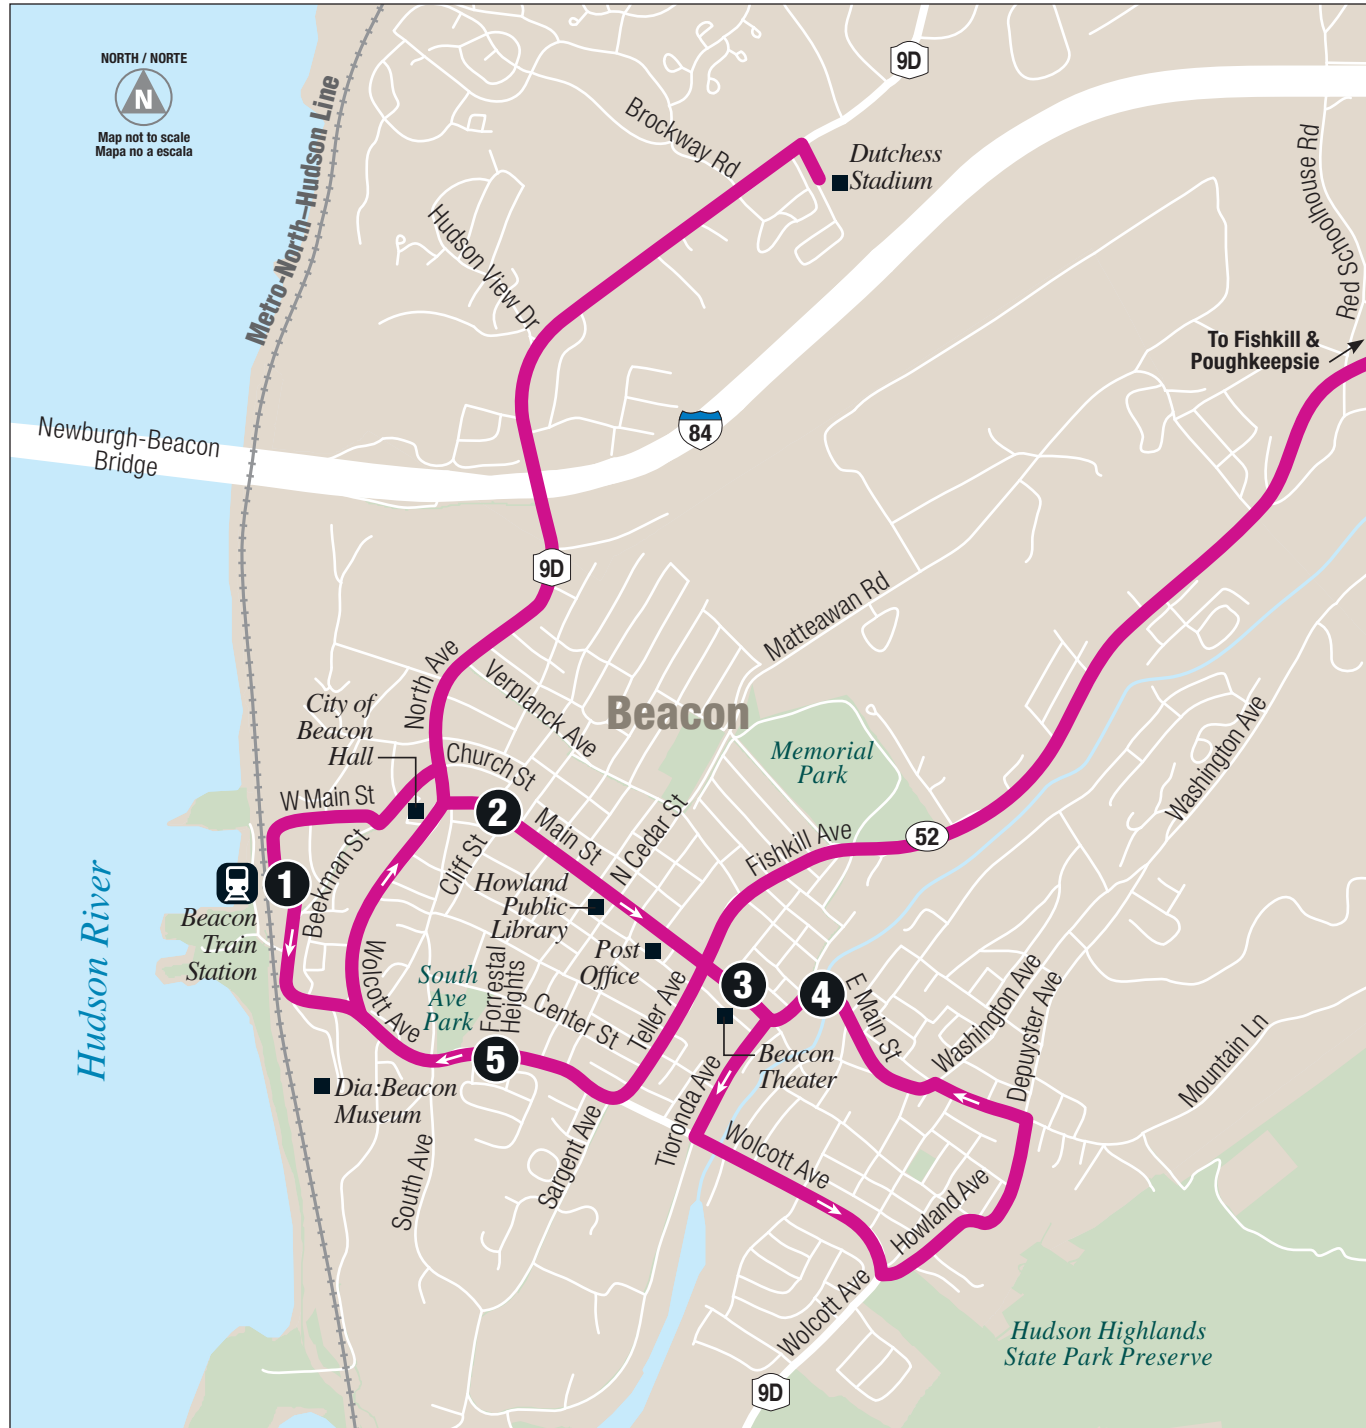 NORTH / NORTE
N
Map not to scale
Mapa no a escala
Metro-North–Hudson Line
9D
Brockway Rd
Dutchess
Stadium
Hudson View Dr
Red Schoolhouse Rd
To Fishkill &
Poughkeepsie
84
Newburgh-Beacon
Bridge
9D
Matteawan Rd
North Ave
Verplanck Ave
Beacon
City of
Beacon
Hall
Church St
Memorial
Park
Washington Ave
W Main St
2
Main St
N Cedar St
Fishkill Ave
52
Beekman St
Cliff St
1
Howland
Public
Library
Beacon
Train
Station
Hudson River
Wolcott Ave
South
Ave
Park
Forrestal
Heights
Post
Office
Center St
Teller Ave
3
4
E Main St
Washington Ave
Depuyster Ave
Mountain Ln
5
Beacon
Theater
Dia:Beacon
Museum
Tioronda Ave
Wolcott Ave
South Ave
Sargent Ave
Howland Ave
Wolcott Ave
Hudson Highlands
State Park Preserve
9D